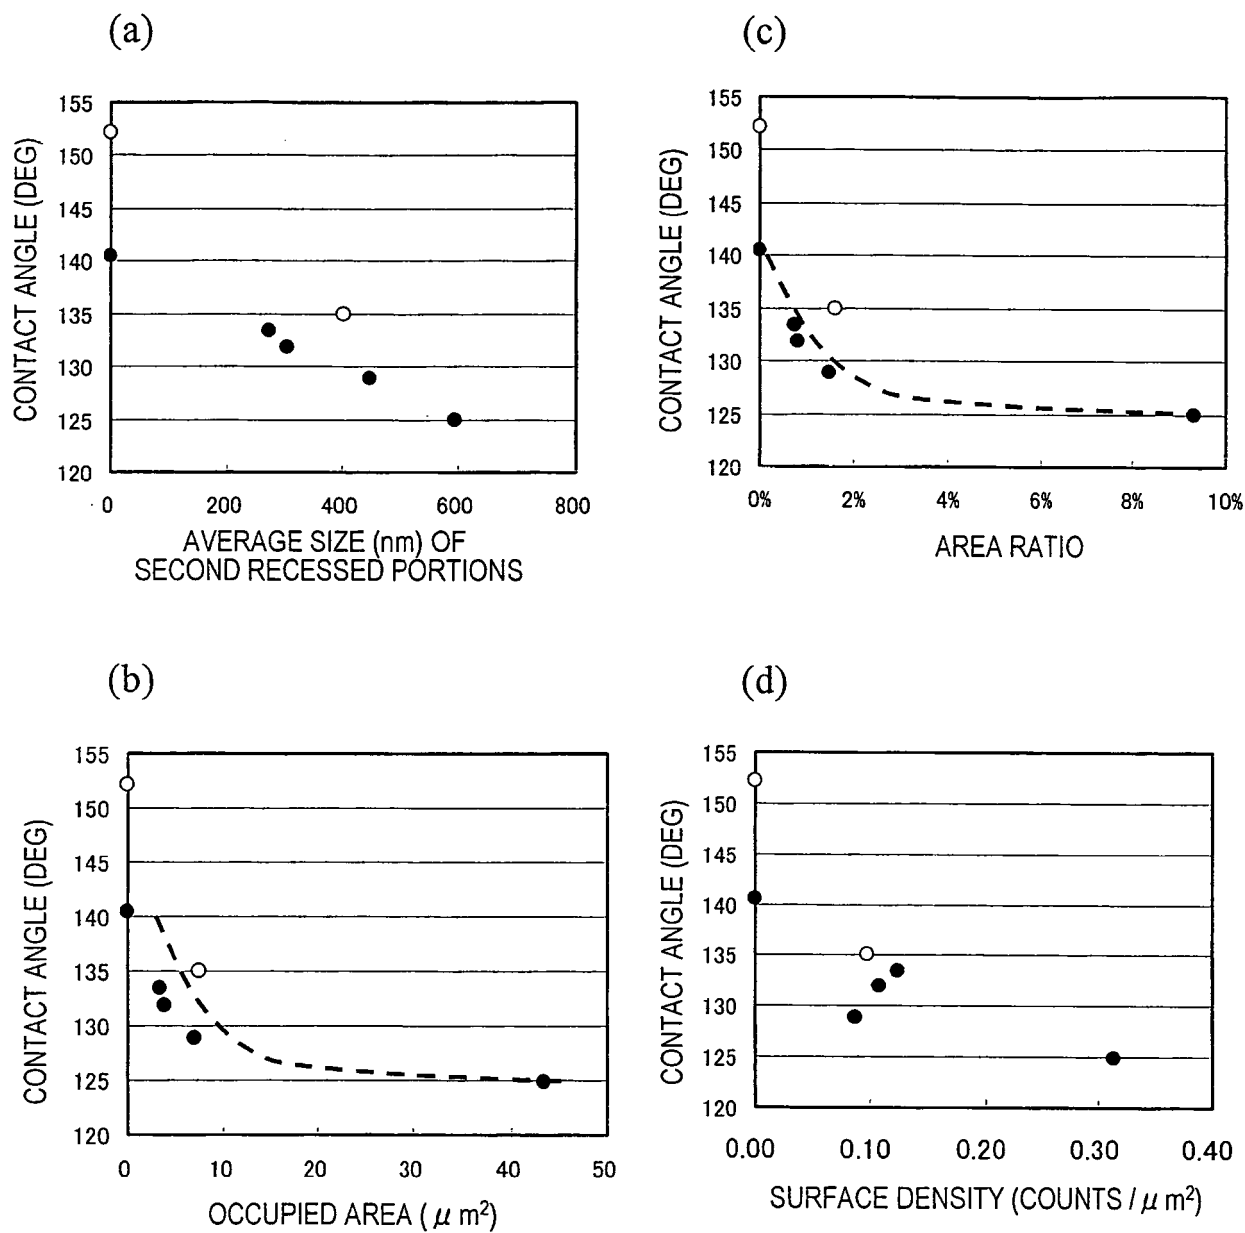 (a)
CONTACT ANGLE (DEG)
155
150
145
140
135
130
125
120
0 200 400 600 800
AVERAGE SIZE (nm) OF
SECOND RECESSED PORTIONS
(c)
CONTACT ANGLE (DEG)
155
150
145
140
135
130
125
120
0% 2% 4% 6% 8% 10%
AREA RATIO
(b)
CONTACT ANGLE (DEG)
155
150
145
140
135
130
125
120
0 10 20 30 40 50
OCCUPIED AREA ( μ m²)
(d)
CONTACT ANGLE (DEG)
155
150
145
140
135
130
125
120
0.00 0.10 0.20 0.30 0.40
SURFACE DENSITY (COUNTS / μ m²)